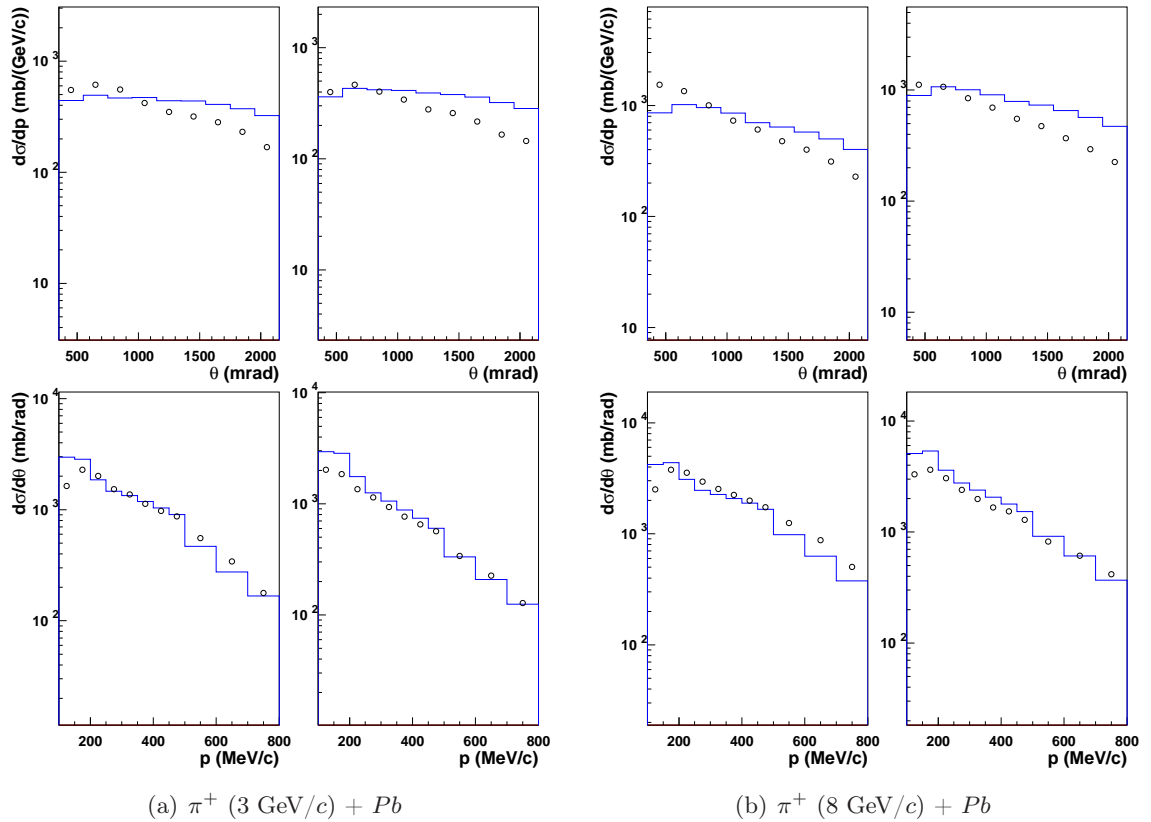 dσ/dp (mb/(GeV/c))
10³
10²
10
500 1000 1500 2000
θ (mrad)
10³
10²
10
500 1000 1500 2000
θ (mrad)
dσ/dp (mb/(GeV/c))
10³
10²
10
500 1000 1500 2000
θ (mrad)
10³
10²
10
500 1000 1500 2000
θ (mrad)
dσ/dθ (mb/rad)
10⁴
10³
10²
200 400 600 800
p (MeV/c)
10⁴
10³
10²
200 400 600 800
p (MeV/c)
dσ/dθ (mb/rad)
10⁴
10³
10²
200 400 600 800
p (MeV/c)
10⁴
10³
10²
200 400 600 800
p (MeV/c)
(a) π⁺ (3 GeV/c) + Pb
(b) π⁺ (8 GeV/c) + Pb